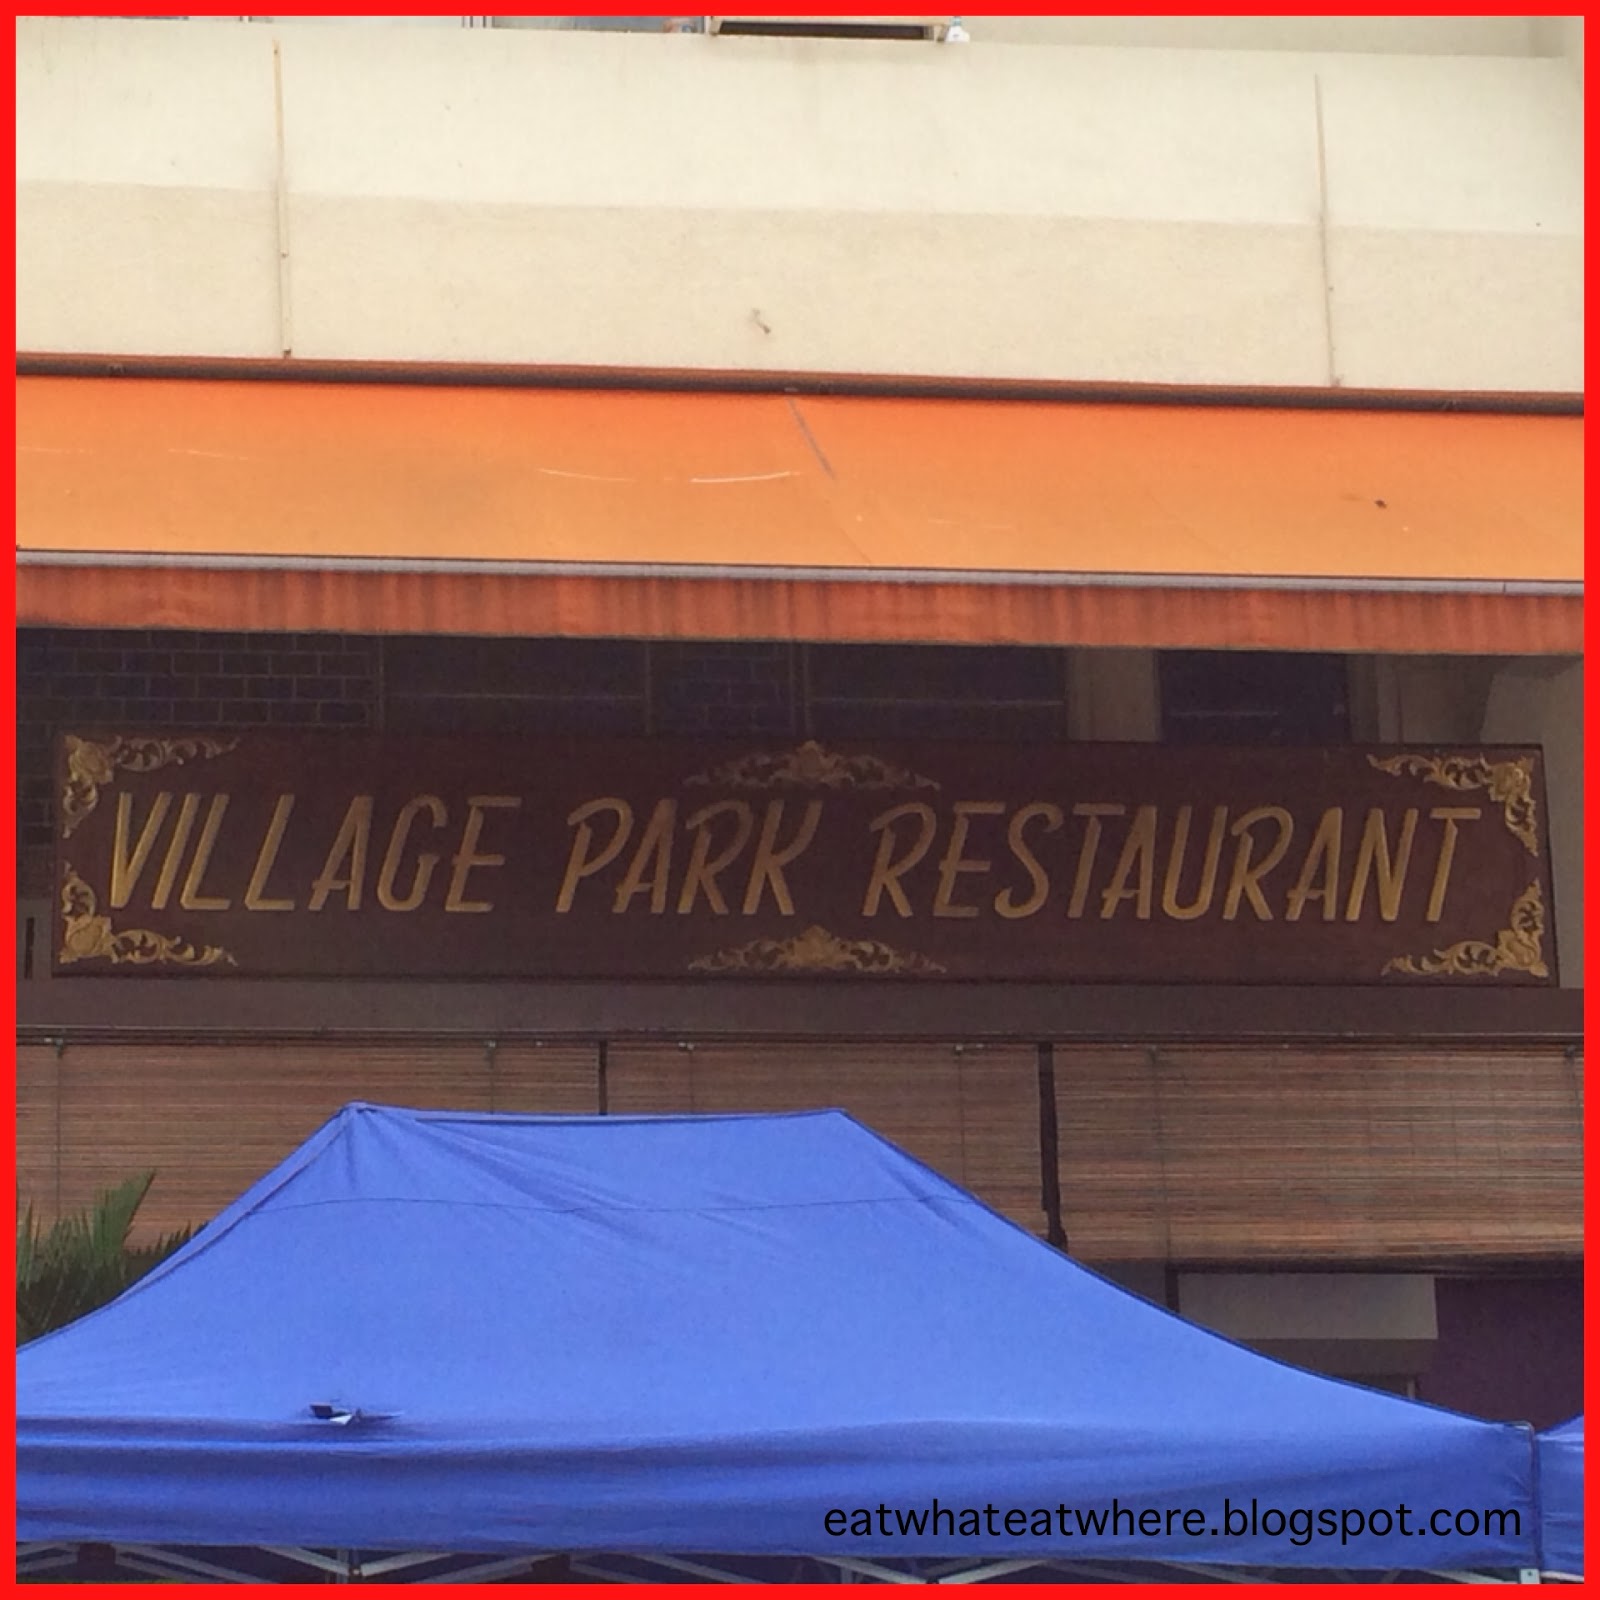 VILLAGE PARK RESTAURANT
eatwhateatwhere.blogspot.com